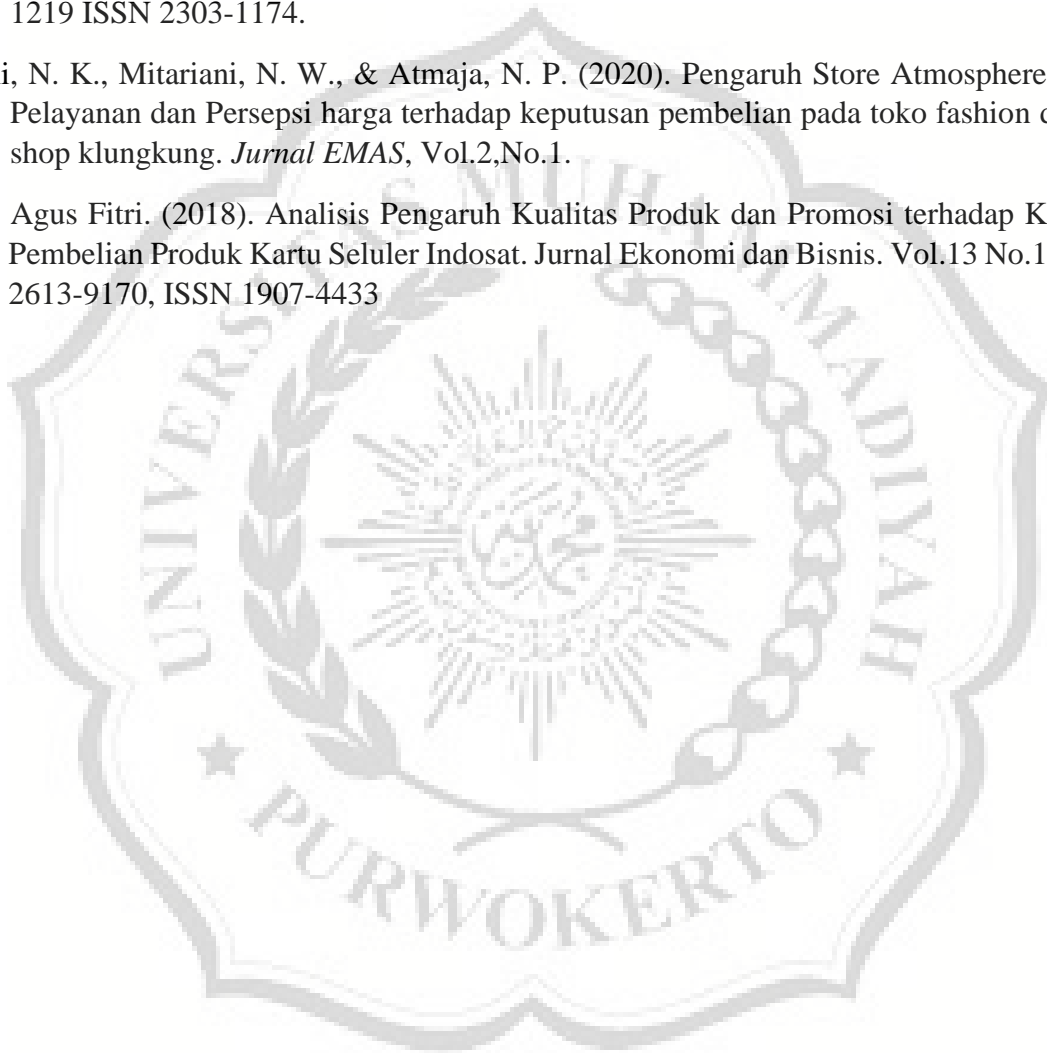 1219 ISSN 2303-1174.
i, N. K., Mitariani, N. W., & Atmaja, N. P. (2020). Pengaruh Store Atmosphere
Pelayanan dan Persepsi harga terhadap keputusan pembelian pada toko fashion
shop klungkung. Jurnal EMAS, Vol.2,No.1.
Agus Fitri. (2018). Analisis Pengaruh Kualitas Produk dan Promosi terhadap K
Pembelian Produk Kartu Seluler Indosat. Jurnal Ekonomi dan Bisnis. Vol.13 No.1
2613-9170, ISSN 1907-4433
UNIVERSITAS MUHAMMADIYAH
PURWOKERTO